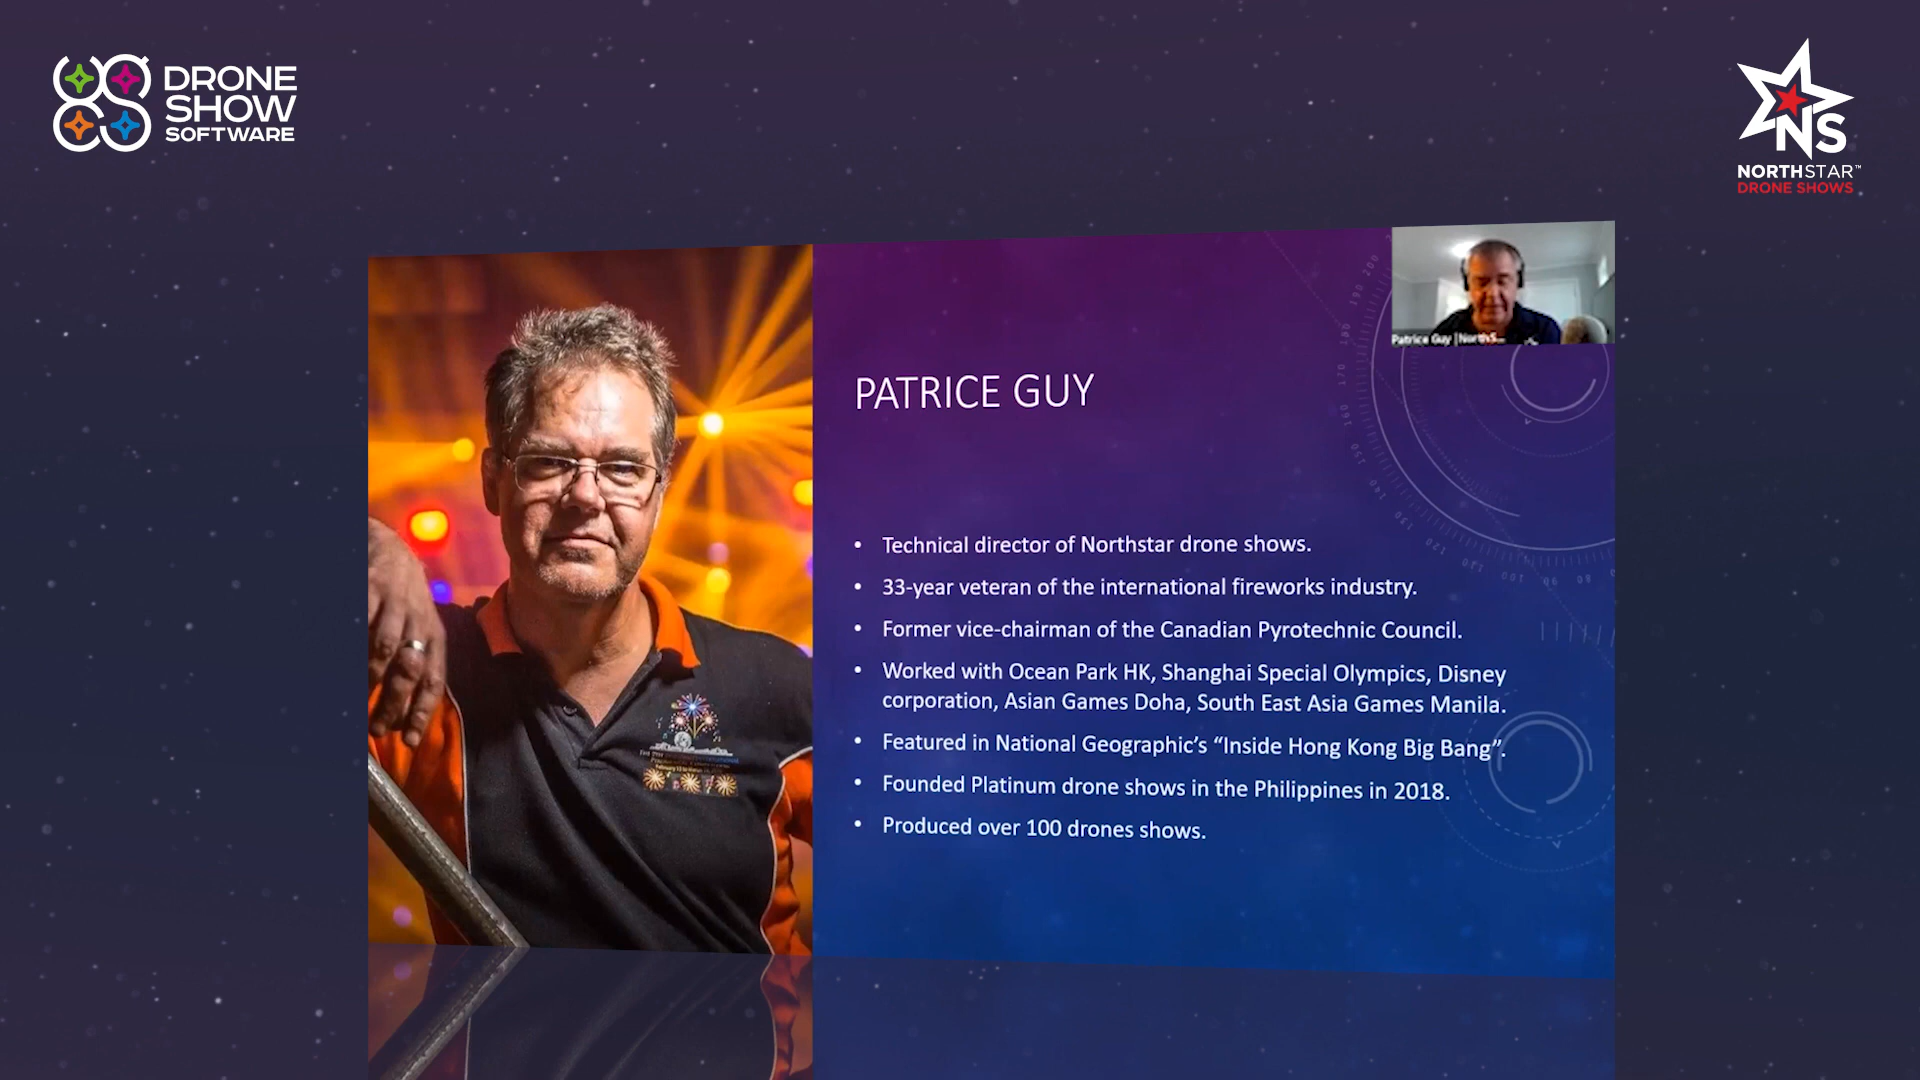 DRONE
SHOW
SOFTWARE
NS
NORTHSTAR™
DRONE SHOWS
Patrice Guy | NorthS...
PATRICE GUY
• Technical director of Northstar drone shows.
• 33-year veteran of the international fireworks industry.
• Former vice-chairman of the Canadian Pyrotechnic Council.
• Worked with Ocean Park HK, Shanghai Special Olympics, Disney
corporation, Asian Games Doha, South East Asia Games Manila.
• Featured in National Geographic’s “Inside Hong Kong Big Bang”.
• Founded Platinum drone shows in the Philippines in 2018.
• Produced over 100 drones shows.